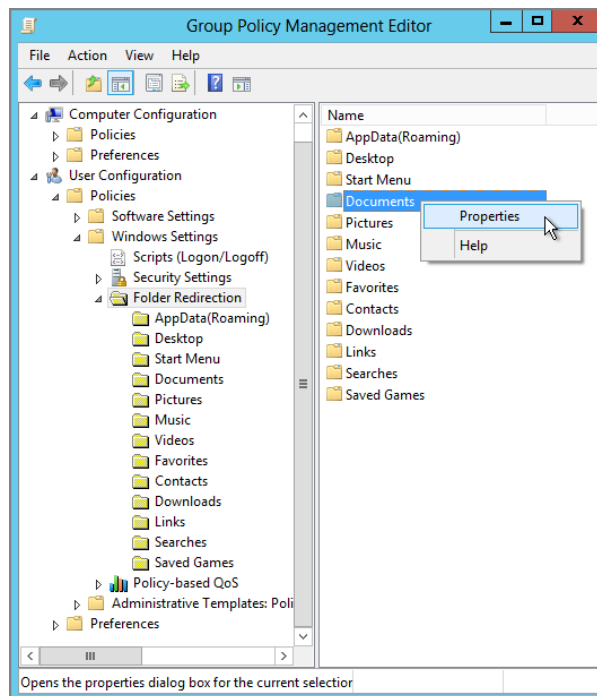 Group Policy Management Editor
File Action View Help
Computer Configuration
Policies
Preferences
User Configuration
Policies
Software Settings
Windows Settings
Scripts (Logon/Logoff)
Security Settings
Folder Redirection
AppData(Roaming)
Desktop
Start Menu
Documents
Pictures
Music
Videos
Favorites
Contacts
Downloads
Links
Searches
Saved Games
Policy-based QoS
Administrative Templates: Poli
Preferences
Name
AppData(Roaming)
Desktop
Start Menu
Documents
Pictures
Music
Videos
Favorites
Contacts
Downloads
Links
Searches
Saved Games
Properties
Help
Opens the properties dialog box for the current selection